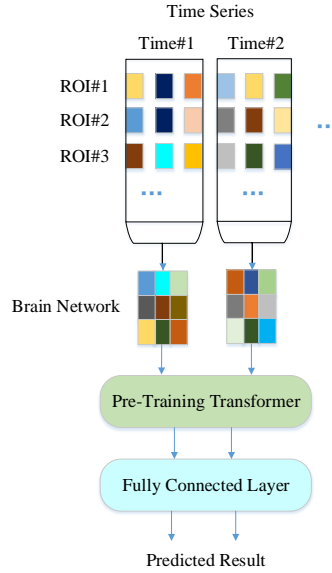 Time Series
Time#1 Time#2
ROI#1
ROI#2
ROI#3
...
... ...
Brain Network
Pre-Training Transformer
Fully Connected Layer
Predicted Result